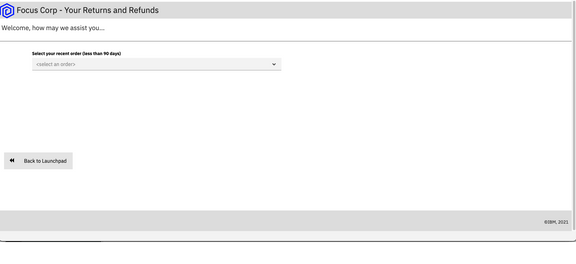 Focus Corp - Your Returns and Refunds
Welcome, how may we assist you...
Select your recent order (less than 90 days)
<select an order>
Back to Launchpad
©IBM, 2021